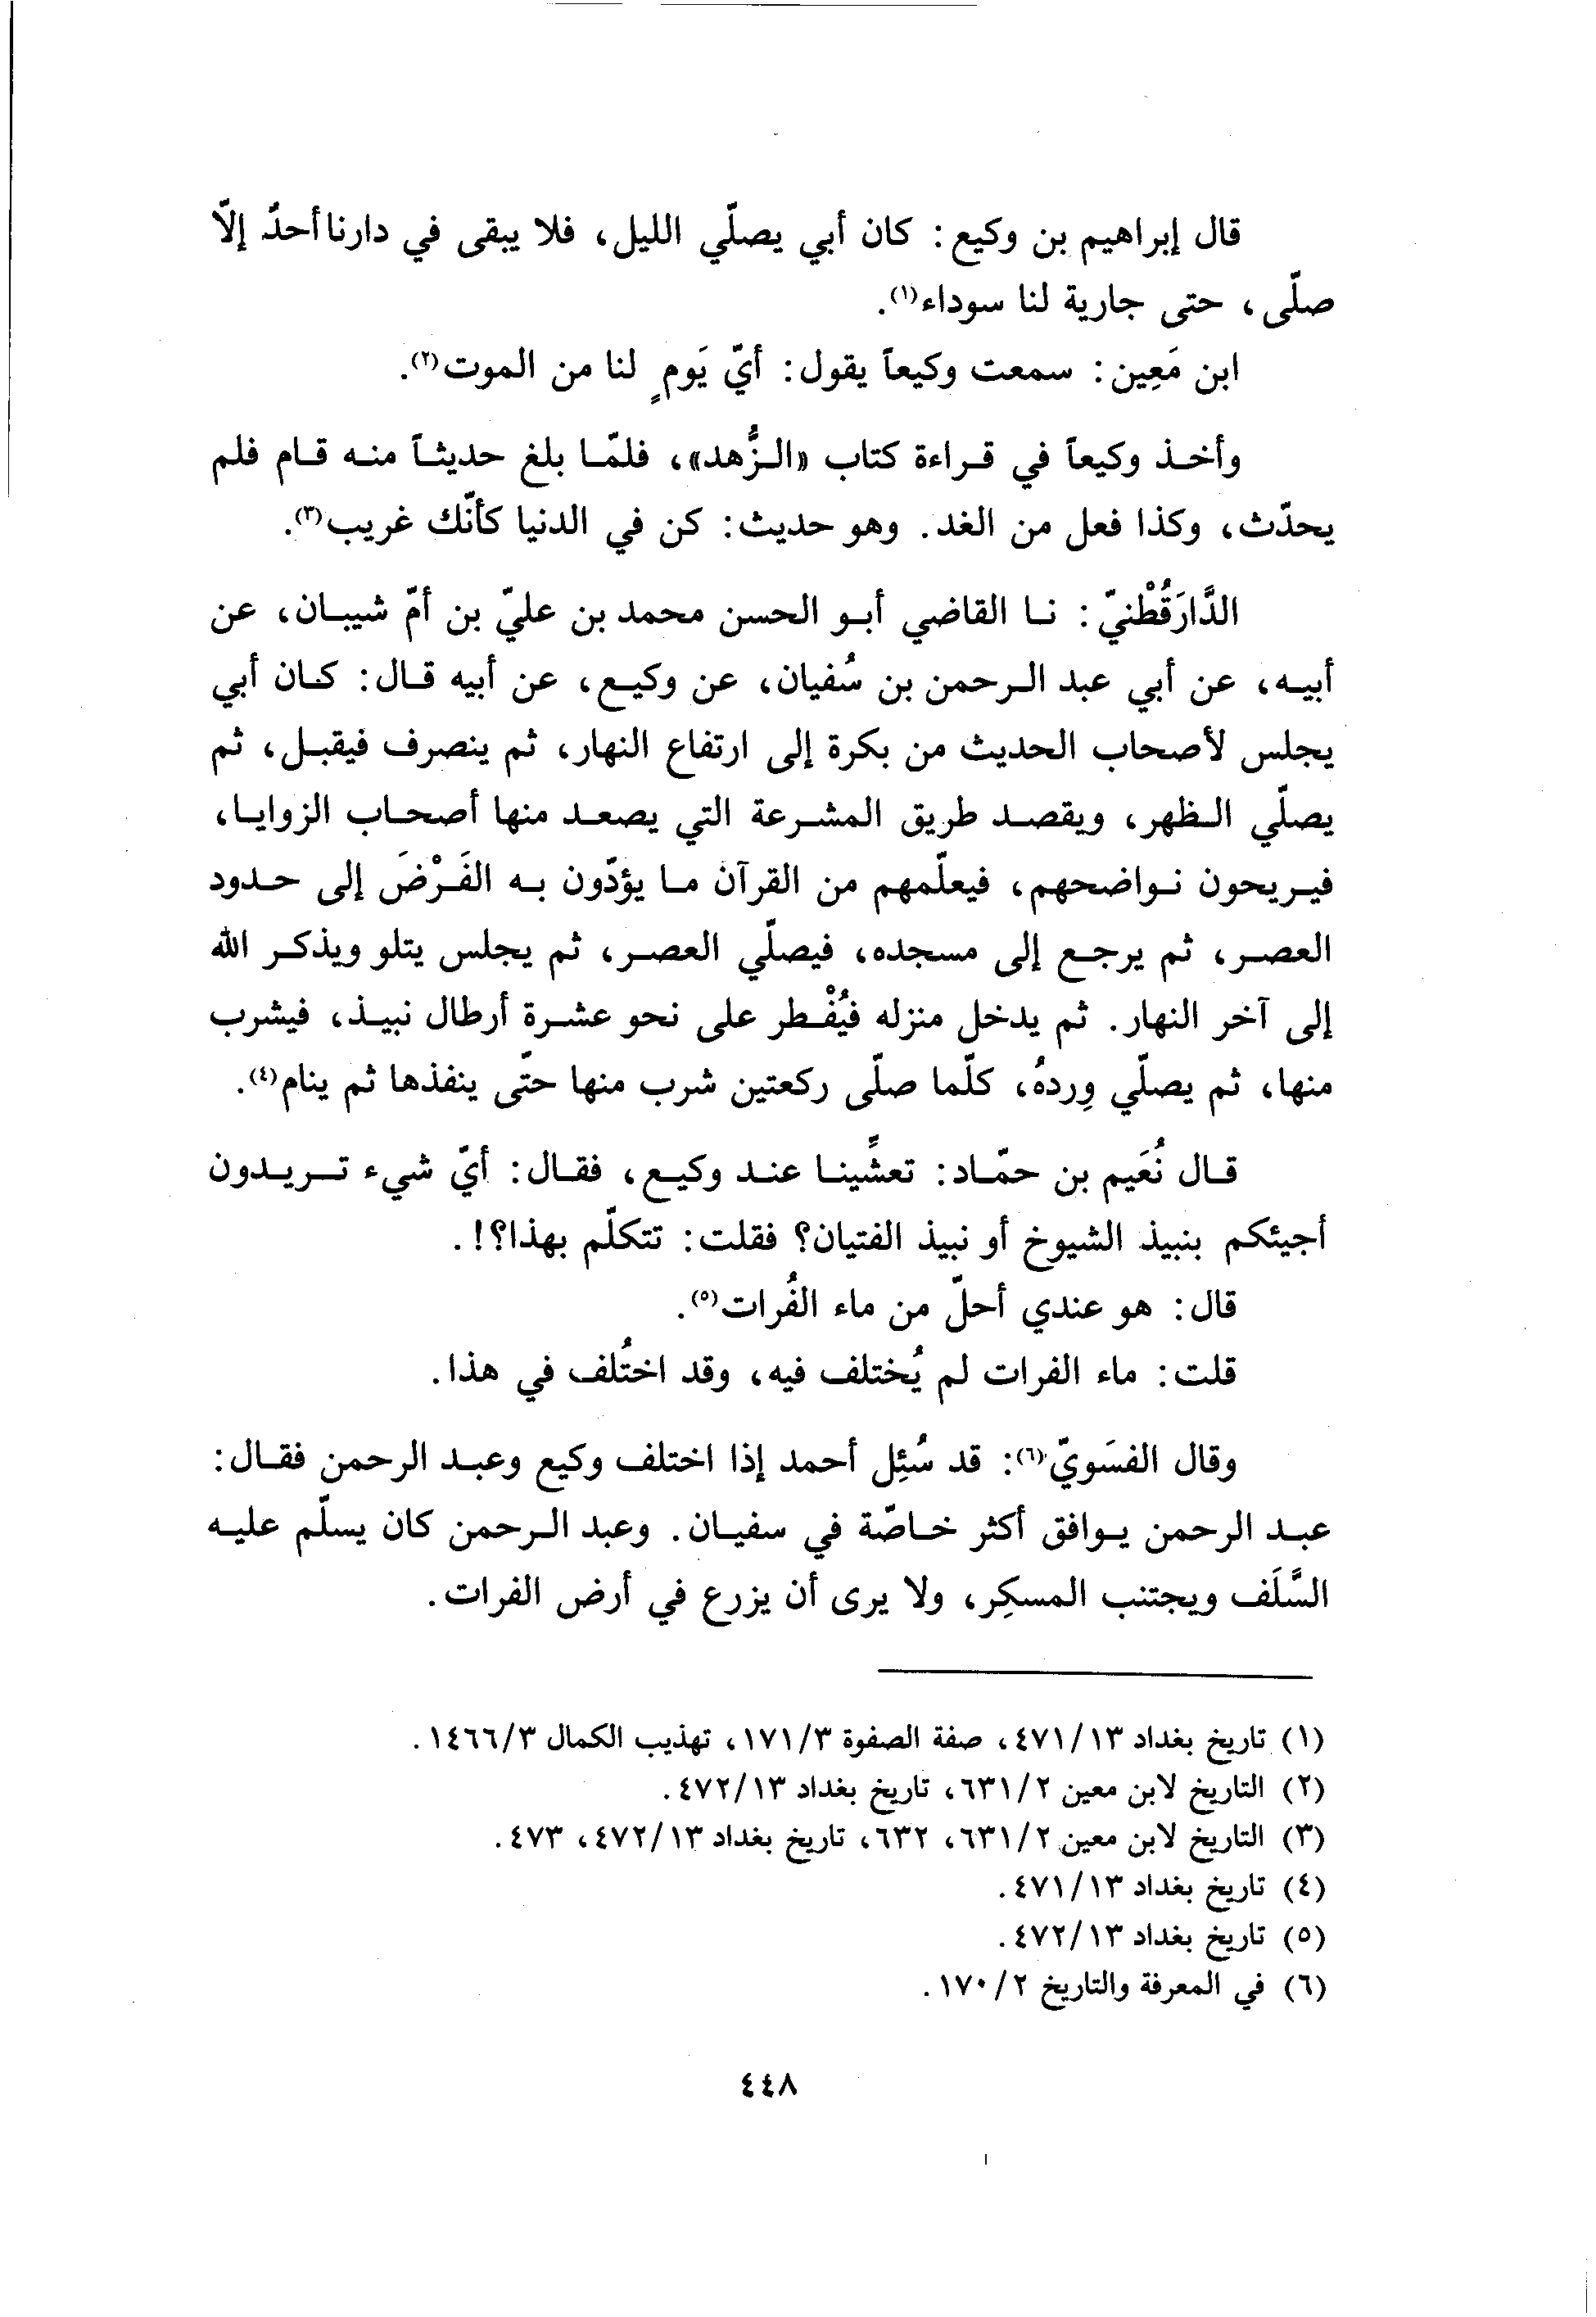 قال إبراهيم بن وكيع: كان أبي يصلّي الليل، فلا يبقى في دارنا أحدٌ إلاّ
صلّى، حتى جارية لنا سوداء(١).
ابن مَعِين: سمعت وكيعاً يقول: أيّ يَومٍ لنا من الموت(٢).
وأخذ وكيعاً في قراءة كتاب «الزُّهد»، فلمّا بلغ حديثاً منه قام فلم
يحدّث، وكذا فعل من الغد. وهو حديث: كن في الدنيا كأنّك غريب(٣).
الدَّارَقُطْنيّ: نا القاضي أبو الحسن محمد بن عليّ بن أمّ شيبان، عن
أبيه، عن أبي عبد الرحمن بن سُفيان، عن وكيع، عن أبيه قال: كان أبي
يجلس لأصحاب الحديث من بكرة إلى ارتفاع النهار، ثم ينصرف فيقبل، ثم
يصلّي الظهر، ويقصد طريق المشرعة التي يصعد منها أصحاب الزوايا،
فيريحون نواضحهم، فيعلّمهم من القرآن ما يؤدّون به الفَرْضَ إلى حدود
العصر، ثم يرجع إلى مسجده، فيصلّي العصر، ثم يجلس يتلو ويذكر الله
إلى آخر النهار. ثم يدخل منزله فيُفْطر على نحو عشرة أرطال نبيذ، فيشرب
منها، ثم يصلّي وِردهُ، كلّما صلّى ركعتين شرب منها حتّى ينفذها ثم ينام(٤).
قال نُعَيم بن حمّاد: تعشَّينا عند وكيع، فقال: أيّ شيء تريدون
أجيئكم بنبيذ الشيوخ أو نبيذ الفتيان؟ فقلت: تتكلّم بهذا؟!.
قال: هو عندي أحلّ من ماء الفُرات(٥).
قلت: ماء الفرات لم يُختلف فيه، وقد اختُلف في هذا.
وقال الفسَويّ(٦): قد سُئِل أحمد إذا اختلف وكيع وعبد الرحمن فقال:
عبد الرحمن يوافق أكثر خاصّة في سفيان. وعبد الرحمن كان يسلّم عليه
السَّلَف ويجتنب المسكِر، ولا يرى أن يزرع في أرض الفرات.
(١) تاريخ بغداد ٤٧١/١٣، صفة الصفوة ١٧١/٣، تهذيب الكمال ١٤٦٦/٣.
(٢) التاريخ لابن معين ٦٣١/٢، تاريخ بغداد ٤٧٢/١٣.
(٣) التاريخ لابن معين ٦٣١/٢، ٦٣٢، تاريخ بغداد ٤٧٢/١٣، ٤٧٣.
(٤) تاريخ بغداد ٤٧١/١٣.
(٥) تاريخ بغداد ٤٧٢/١٣.
(٦) في المعرفة والتاريخ ١٧٠/٢.
٤٤٨